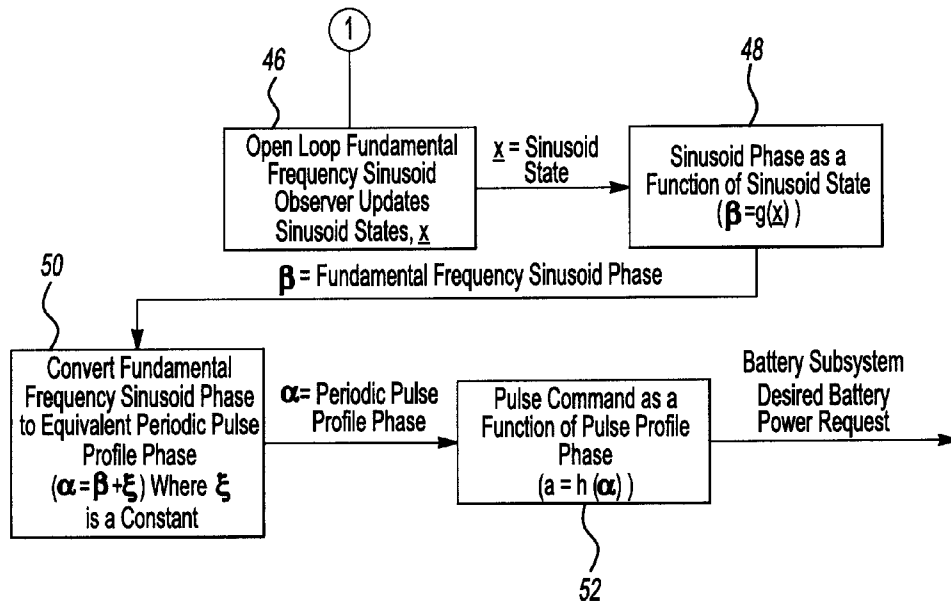 1
46
48
Open Loop Fundamental
Frequency Sinusoid
Observer Updates
Sinusoid States, x
x = Sinusoid
State
Sinusoid Phase as a
Function of Sinusoid State
(β=g(x) )
β = Fundamental Frequency Sinusoid Phase
50
Convert Fundamental
Frequency Sinusoid Phase
to Equivalent Periodic Pulse
Profile Phase
(α=β+ξ) Where ξ
is a Constant
α= Periodic Pulse
Profile Phase
Pulse Command as a
Function of Pulse Profile
Phase
(a = h (α) )
Battery Subsystem
Desired Battery
Power Request
52